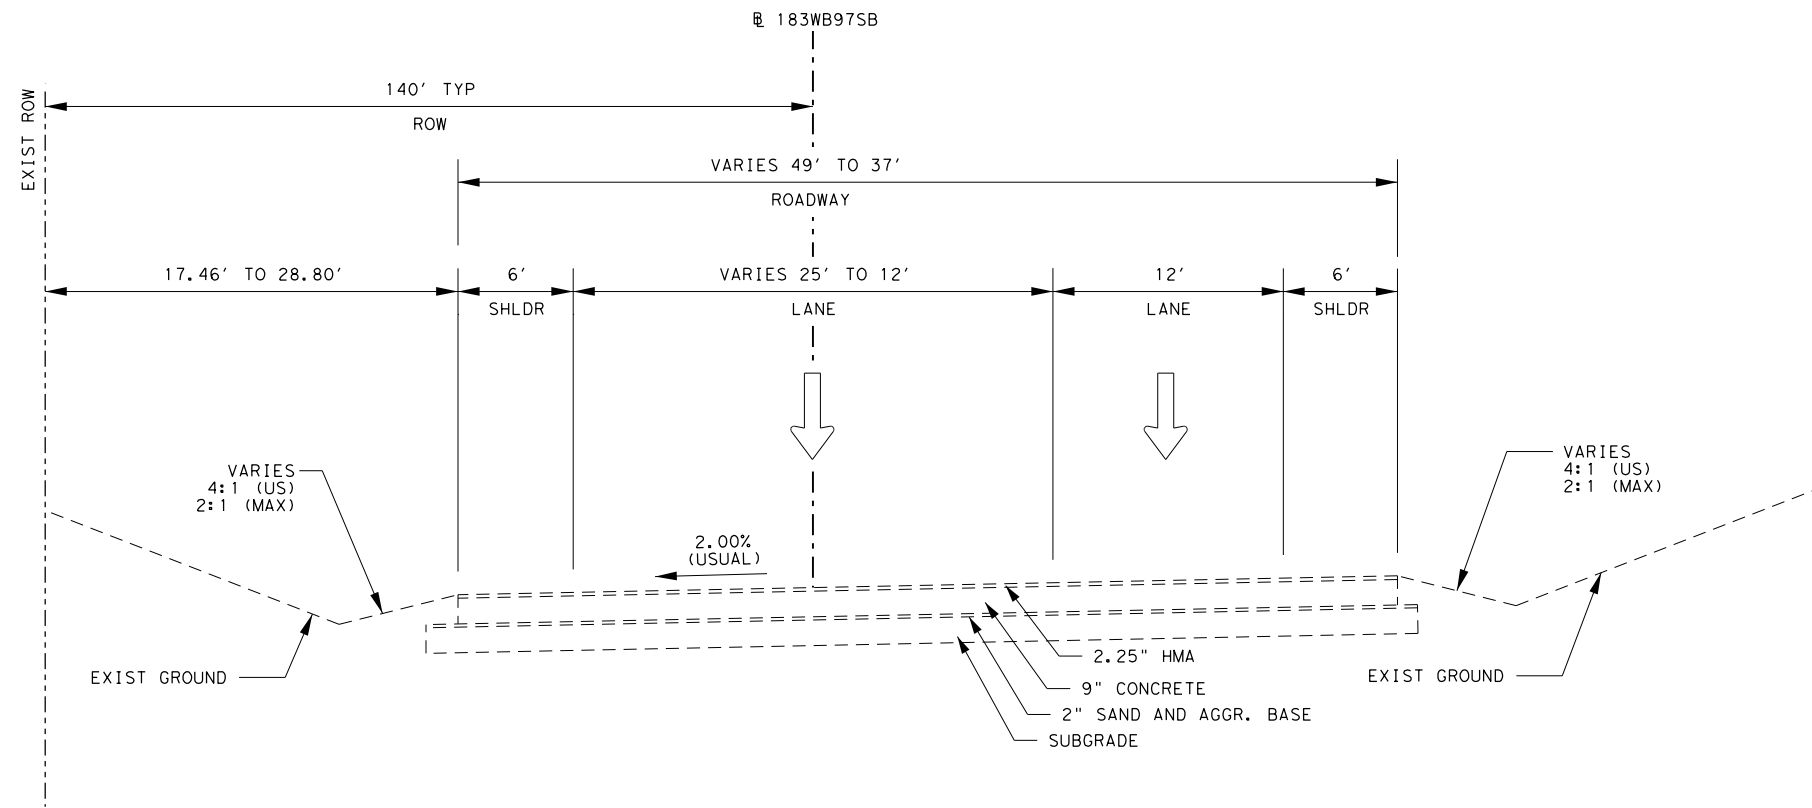 ℄ 183WB97SB
EXIST ROW
140' TYP
ROW
VARIES 49' TO 37'
ROADWAY
17.46' TO 28.80'
6'
SHLDR
VARIES 25' TO 12'
LANE
12'
LANE
6'
SHLDR
VARIES
4:1 (US)
2:1 (MAX)
2.00%
(USUAL)
VARIES
4:1 (US)
2:1 (MAX)
EXIST GROUND
2.25" HMA
9" CONCRETE
2" SAND AND AGGR. BASE
SUBGRADE
EXIST GROUND